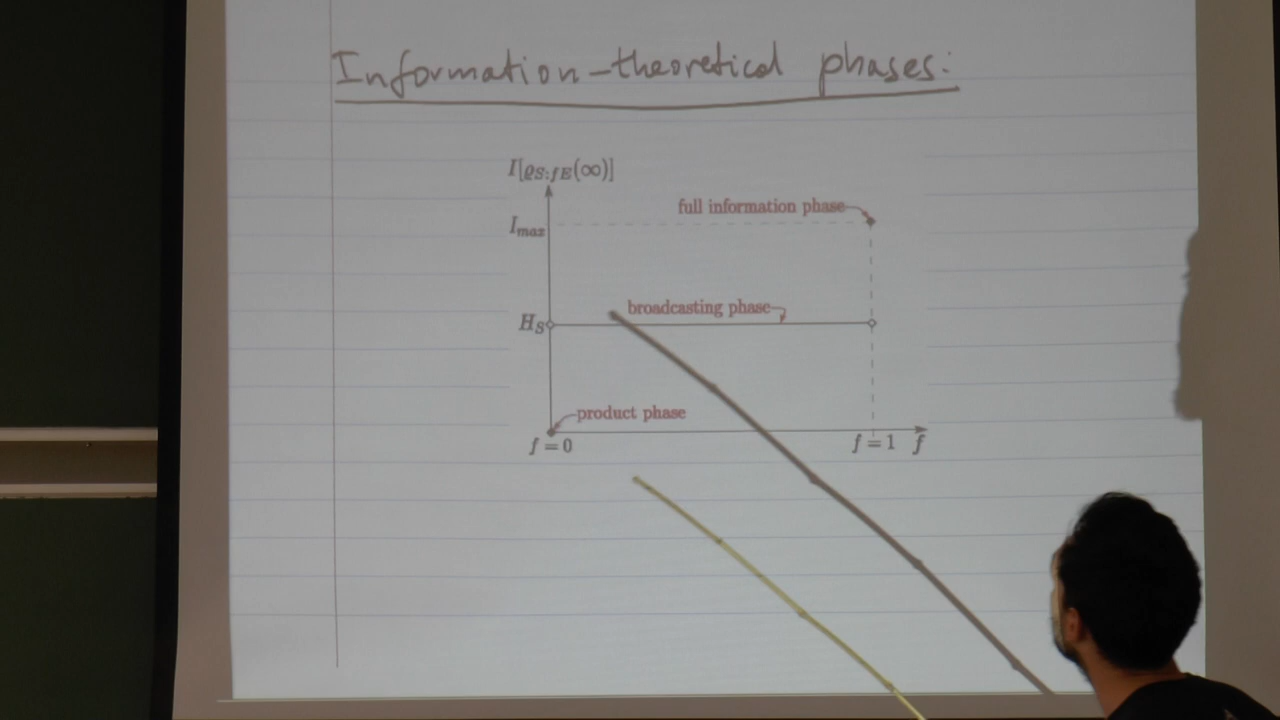 Information-theoretical phases:
I[ϱS:fE(∞)]
full information phase
Imax
broadcasting phase
HS
product phase
f=0
f=1 f